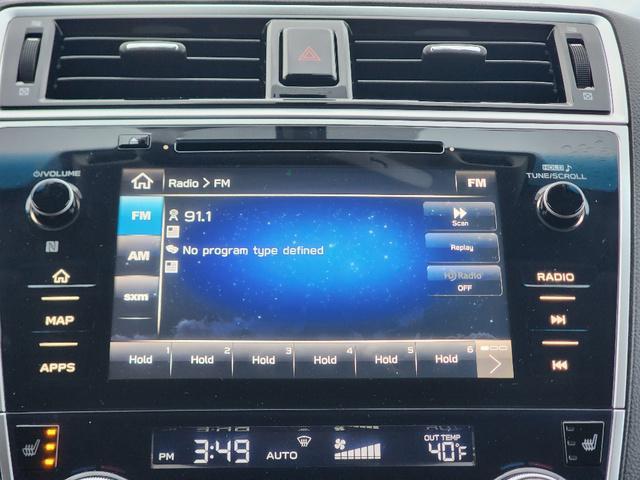 VOLUME
HOLD
TUNE/SCROLL
Radio > FM
FM
FM
91.1
Scan
No program type defined
Replay
AM
HD Radio
OFF
sxm
RADIO
MAP
APPS
Hold 1 Hold 2 Hold 3 Hold 4 Hold 5 Hold 6
PM 3:49 AUTO
OUT TEMP
40°F